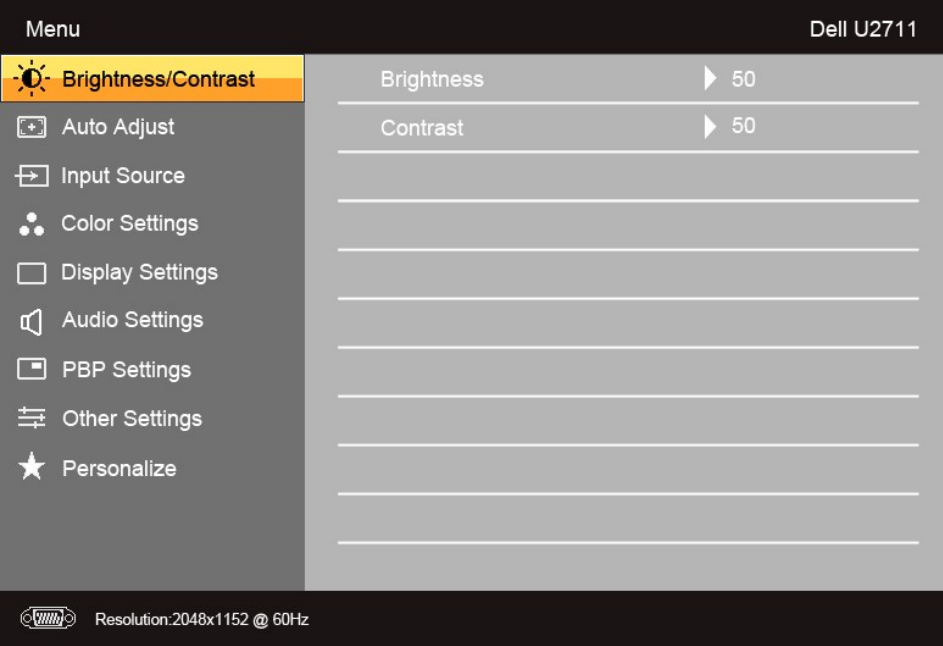 Menu Dell U2711
Brightness/Contrast Brightness 50
Auto Adjust Contrast 50
Input Source
Color Settings
Display Settings
Audio Settings
PBP Settings
Other Settings
Personalize
Resolution:2048x1152 @ 60Hz